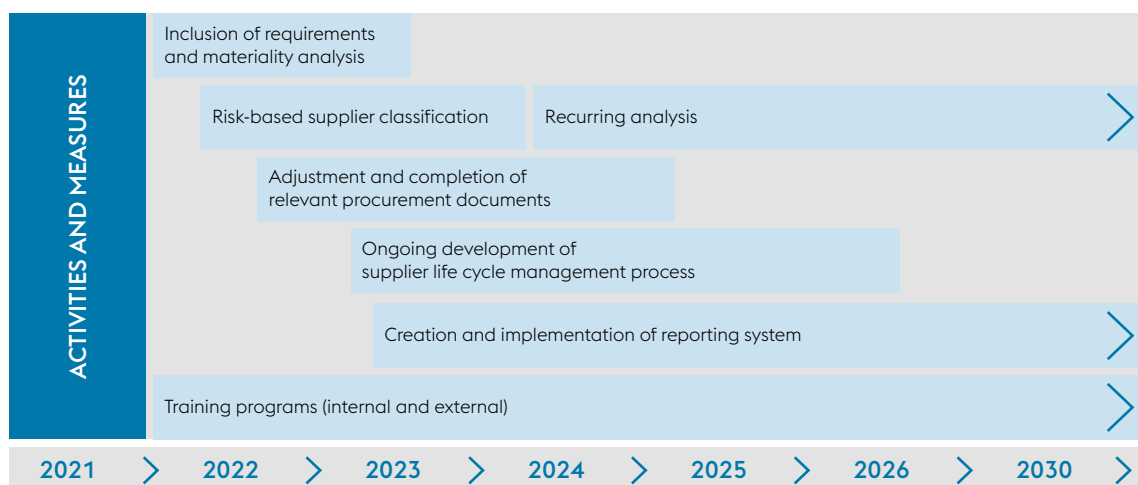 ACTIVITIES AND MEASURES
Inclusion of requirements
and materiality analysis
Risk-based supplier classification
Recurring analysis
Adjustment and completion of
relevant procurement documents
Ongoing development of
supplier life cycle management process
Creation and implementation of reporting system
Training programs (internal and external)
2021 2022 2023 2024 2025 2026 2030